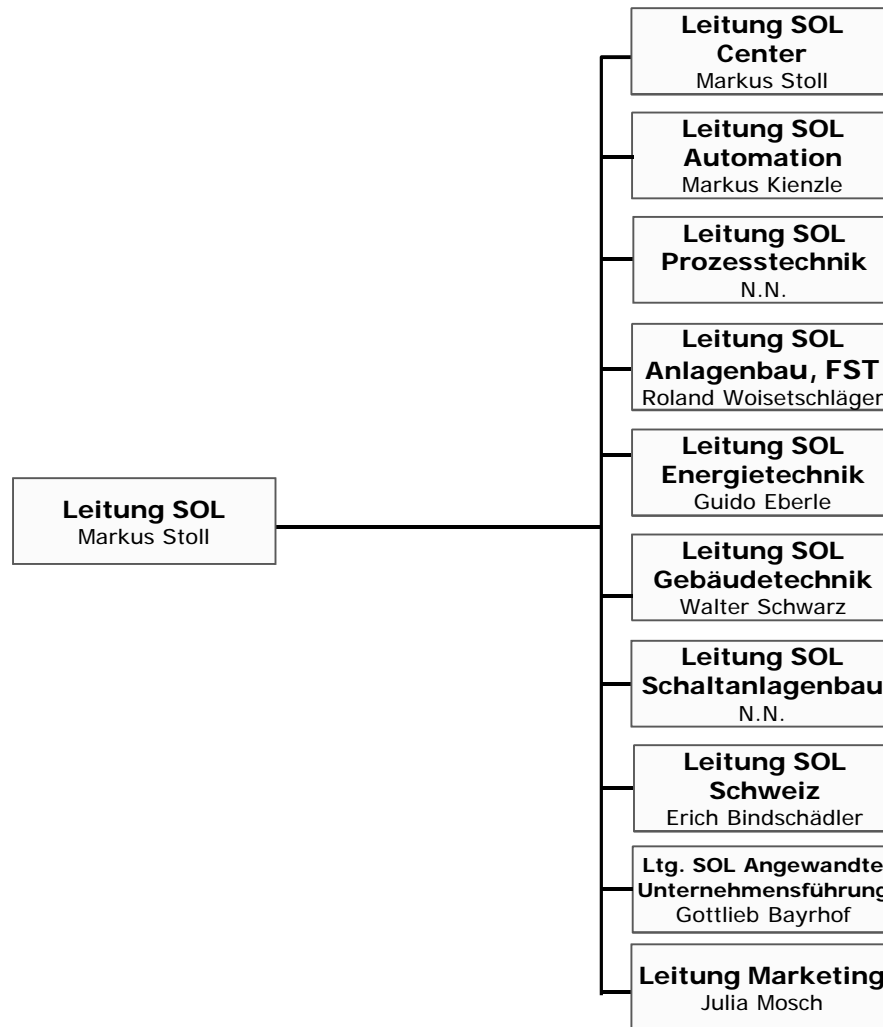 Leitung SOL
Center
Markus Stoll
Leitung SOL
Automation
Markus Kienzle
Leitung SOL
Prozesstechnik
N.N.
Leitung SOL
Anlagenbau, FST
Roland Woisetschläger
Leitung SOL
Energietechnik
Guido Eberle
Leitung SOL
Markus Stoll
Leitung SOL
Gebäudetechnik
Walter Schwarz
Leitung SOL
Schaltanlagenbau
N.N.
Leitung SOL
Schweiz
Erich Bindschädler
Ltg. SOL Angewandte
Unternehmensführung
Gottlieb Bayrhof
Leitung Marketing
Julia Mosch